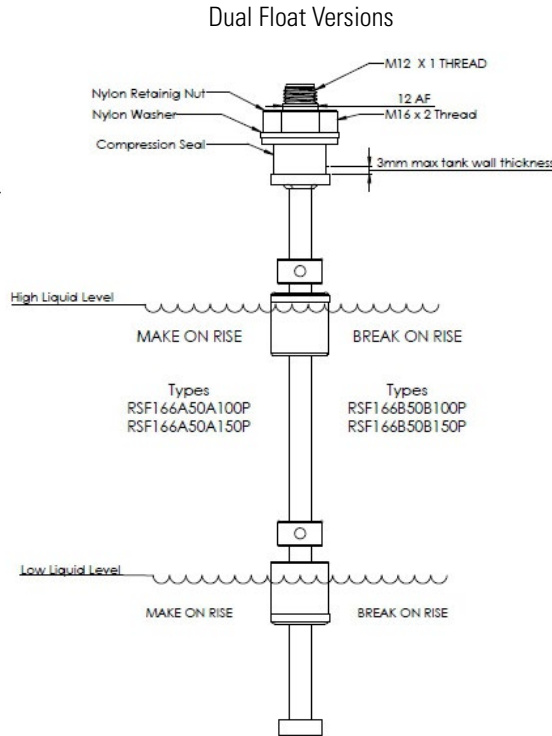 Dual Float Versions
M12 X 1 THREAD
Nylon Retainig Nut
12 AF
Nylon Washer
M16 x 2 Thread
Compression Seal
3mm max tank wall thickness
High Liquid Level
MAKE ON RISE
BREAK ON RISE
Types
RSF166A50A100P
RSF166A50A150P
Types
RSF166B50B100P
RSF166B50B150P
Low Liquid Level
MAKE ON RISE
BREAK ON RISE